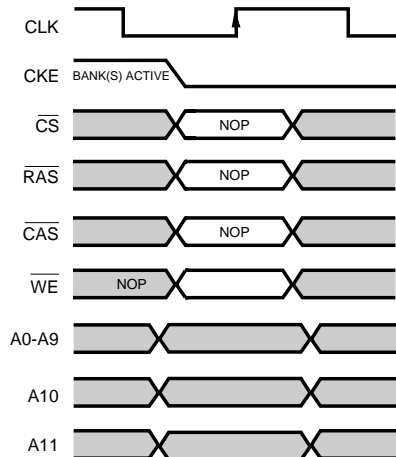 CLK
CKE BANK(S) ACTIVE
CS NOP
RAS NOP
CAS NOP
WE NOP
A0-A9
A10
A11